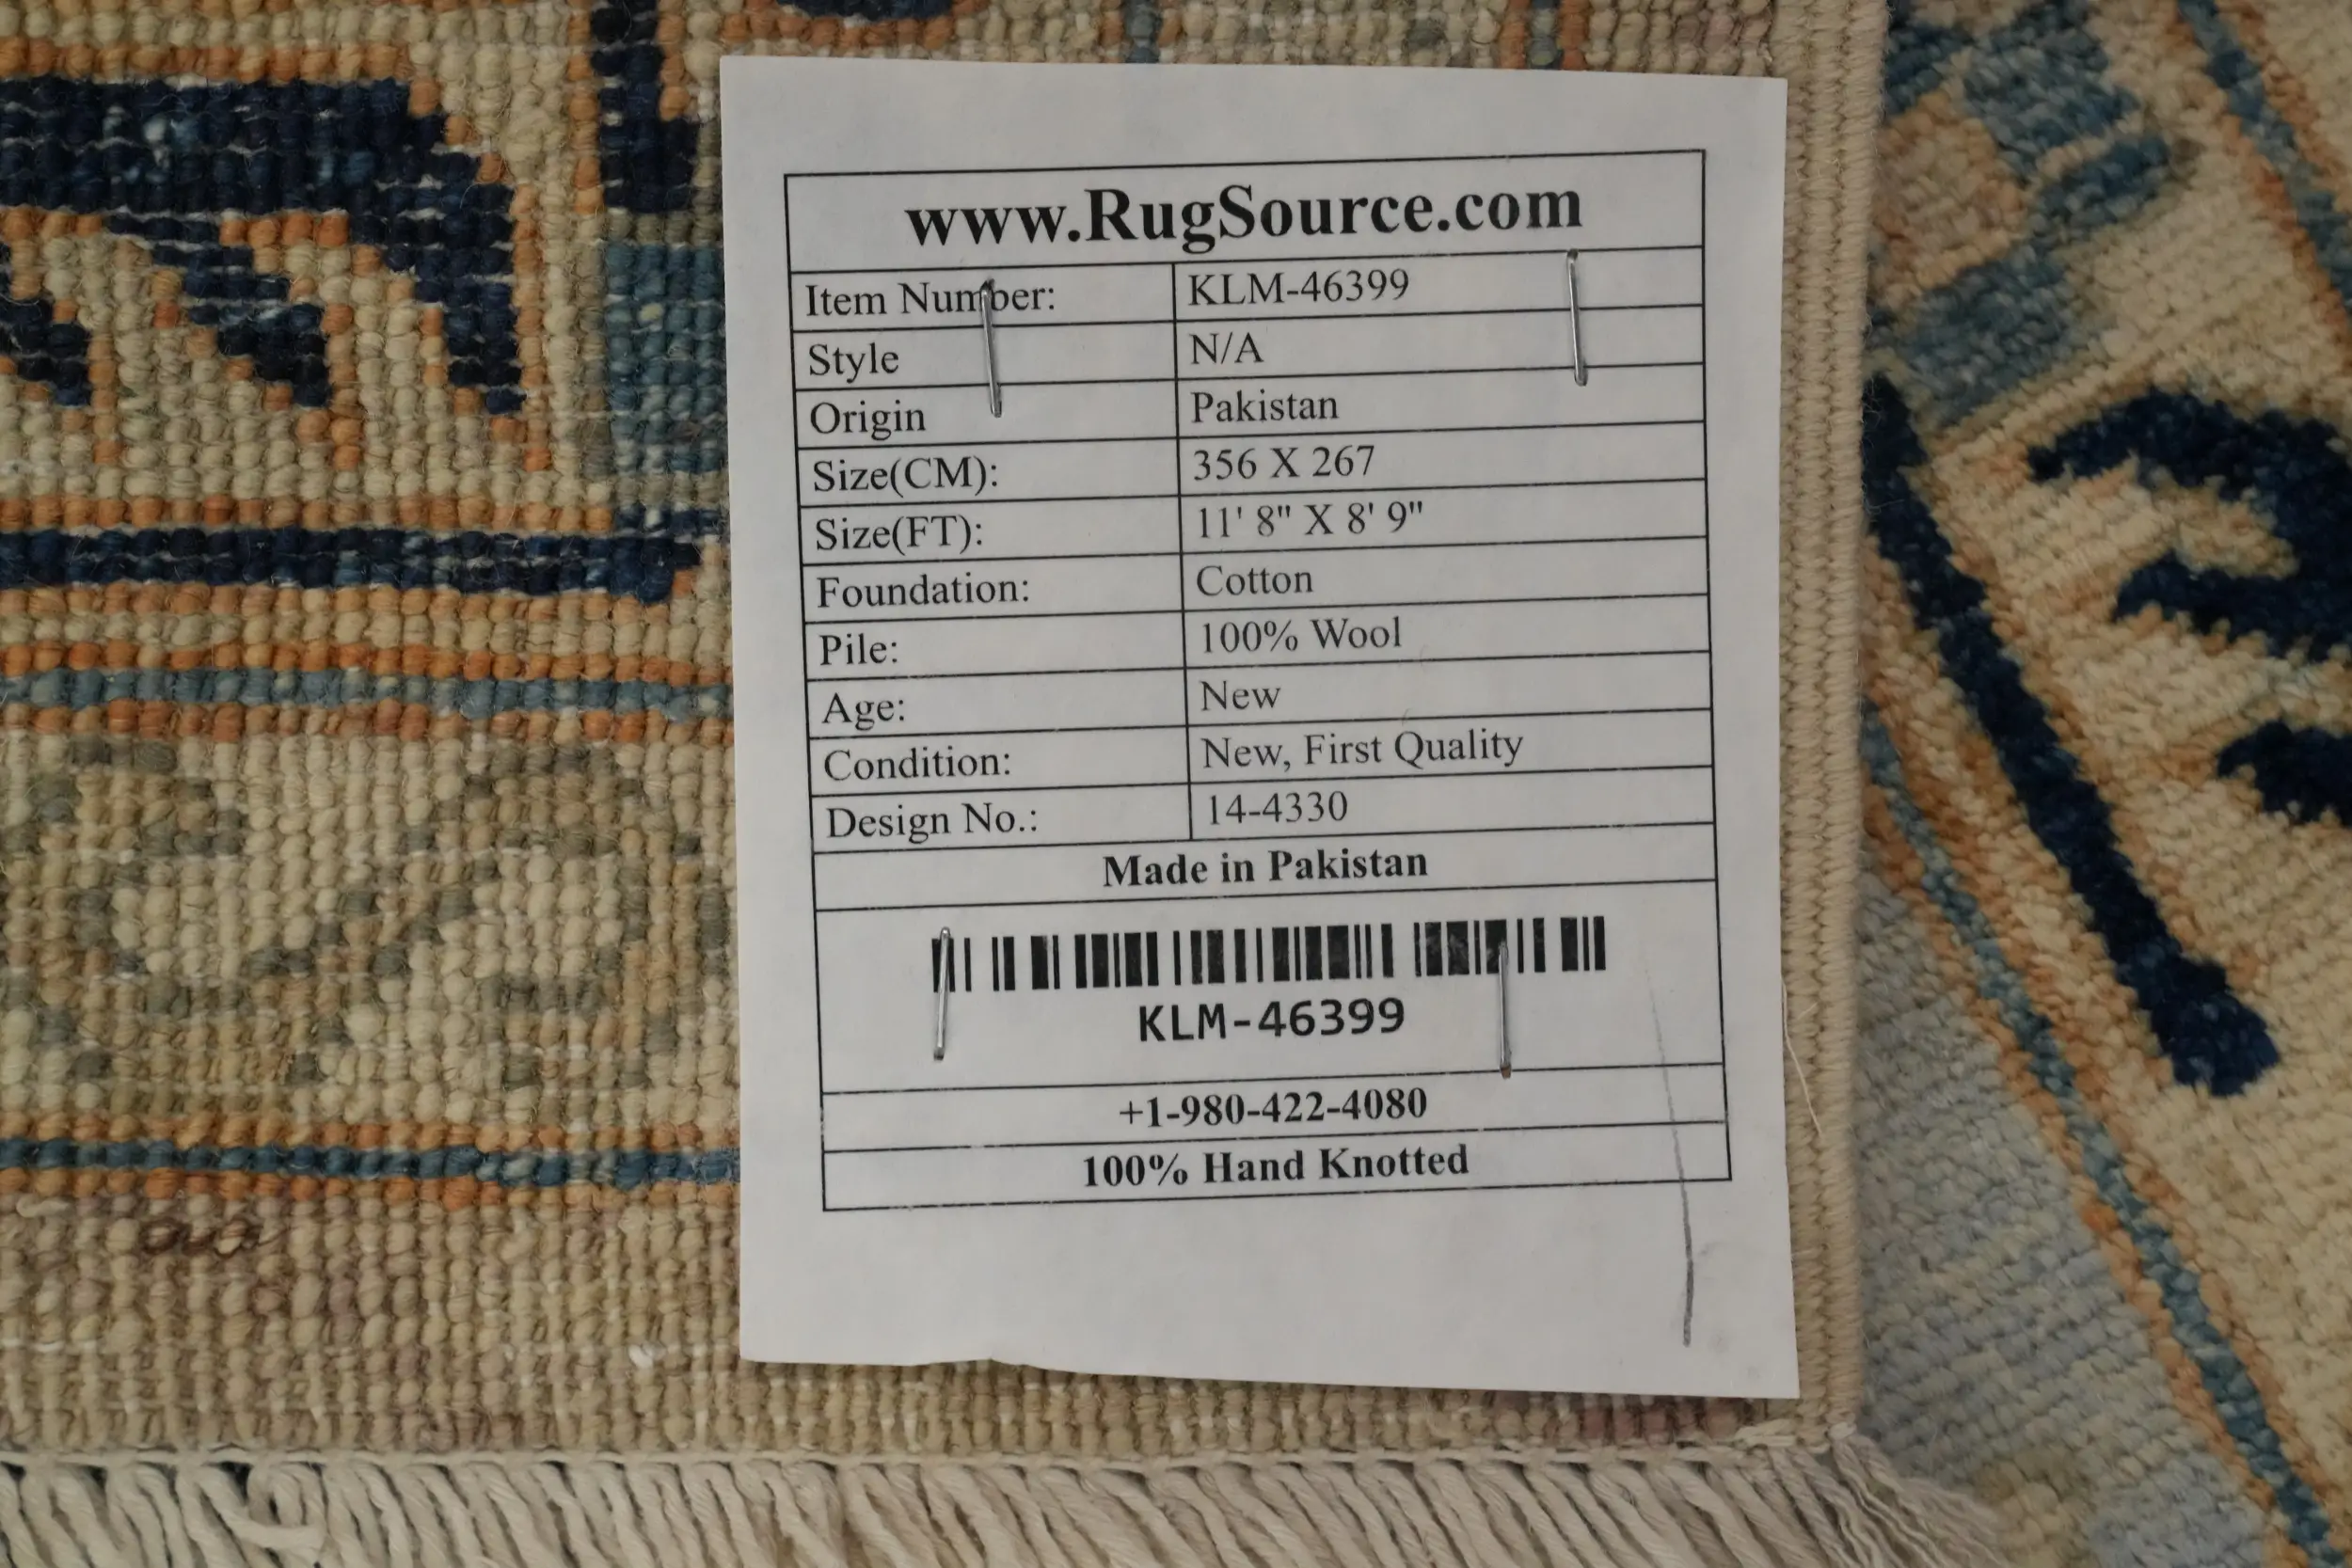 www.RugSource.com
Item Number: KLM-46399
Style N/A
Origin Pakistan
Size(CM): 356 X 267
Size(FT): 11' 8" X 8' 9"
Foundation: Cotton
Pile: 100% Wool
Age: New
Condition: New, First Quality
Design No.: 14-4330
Made in Pakistan
KLM-46399
+1-980-422-4080
100% Hand Knotted